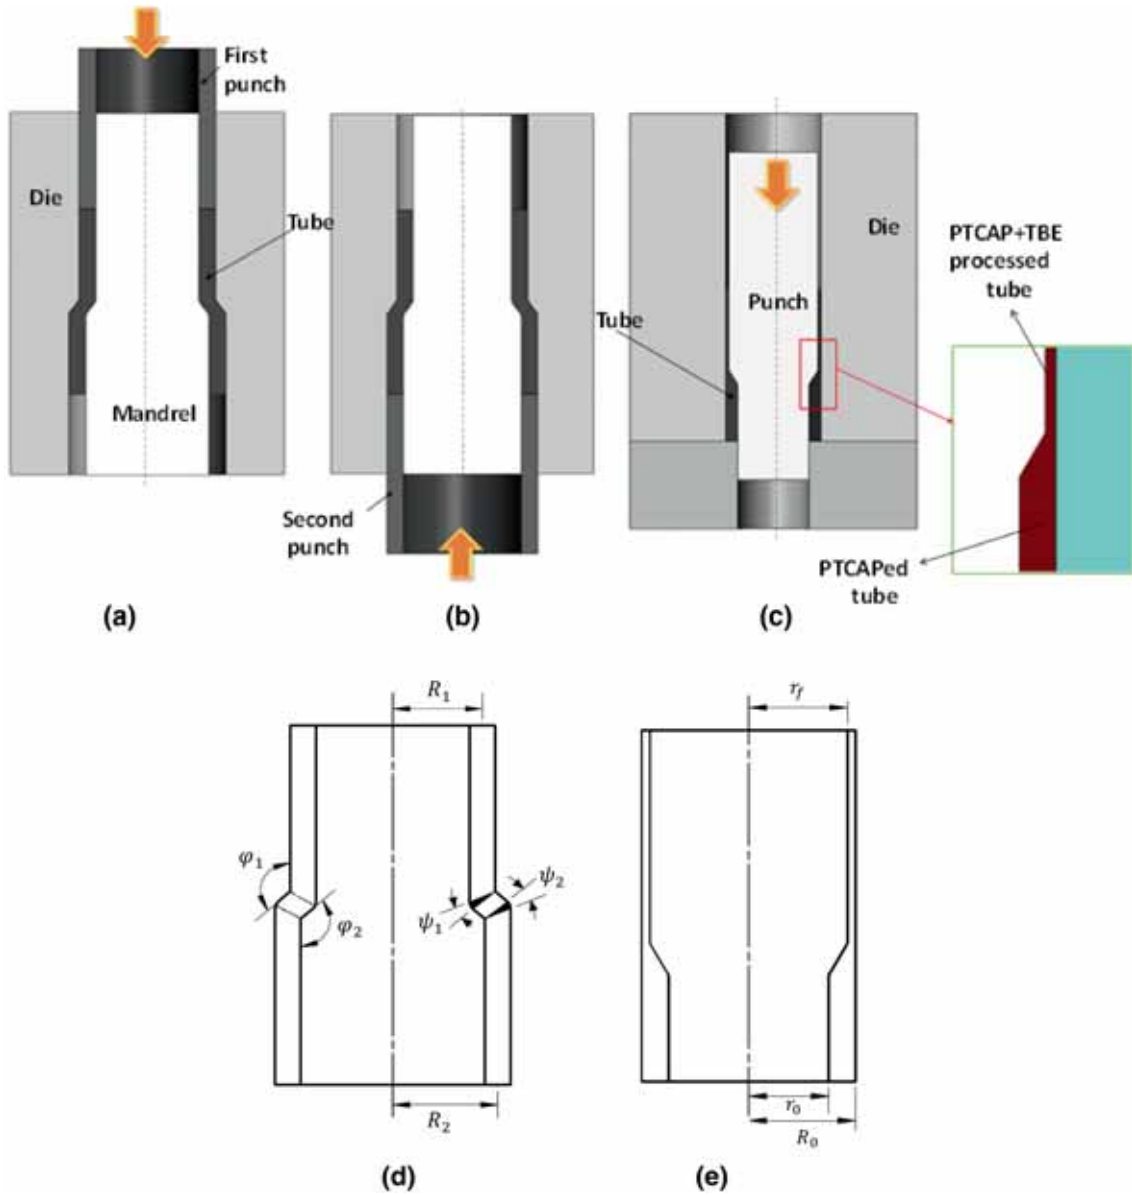 First
punch
Die
Tube
Mandrel
(a)
Second
punch
(b)
Tube
Punch
Die
(c)
PTCAP+TBE
processed
tube
PTCAPed
tube
R₁
φ₁
φ₂
ψ₁
ψ₂
R₂
(d)
r_f
r₀
R₀
(e)